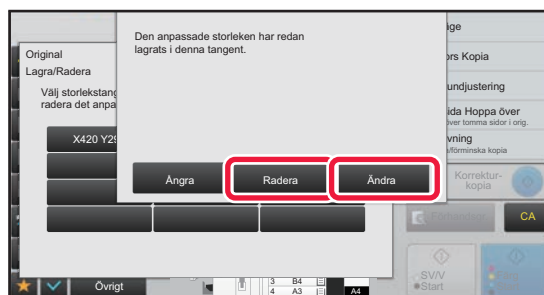 Den anpassade storleken har redan
lagrats i denna tangent.
Original
Lagra/Radera
Välj storlekstang
radera det anpa
X420 Y29
Ångra
Radera
Ändra
äge
ors Kopia
undjustering
ida Hoppa över
över tomma sidor i orig.
vning
/förminska kopia
Korrektur-
kopia
CA
SV/V
Start
Övrigt
3 B4
4 A3
A4